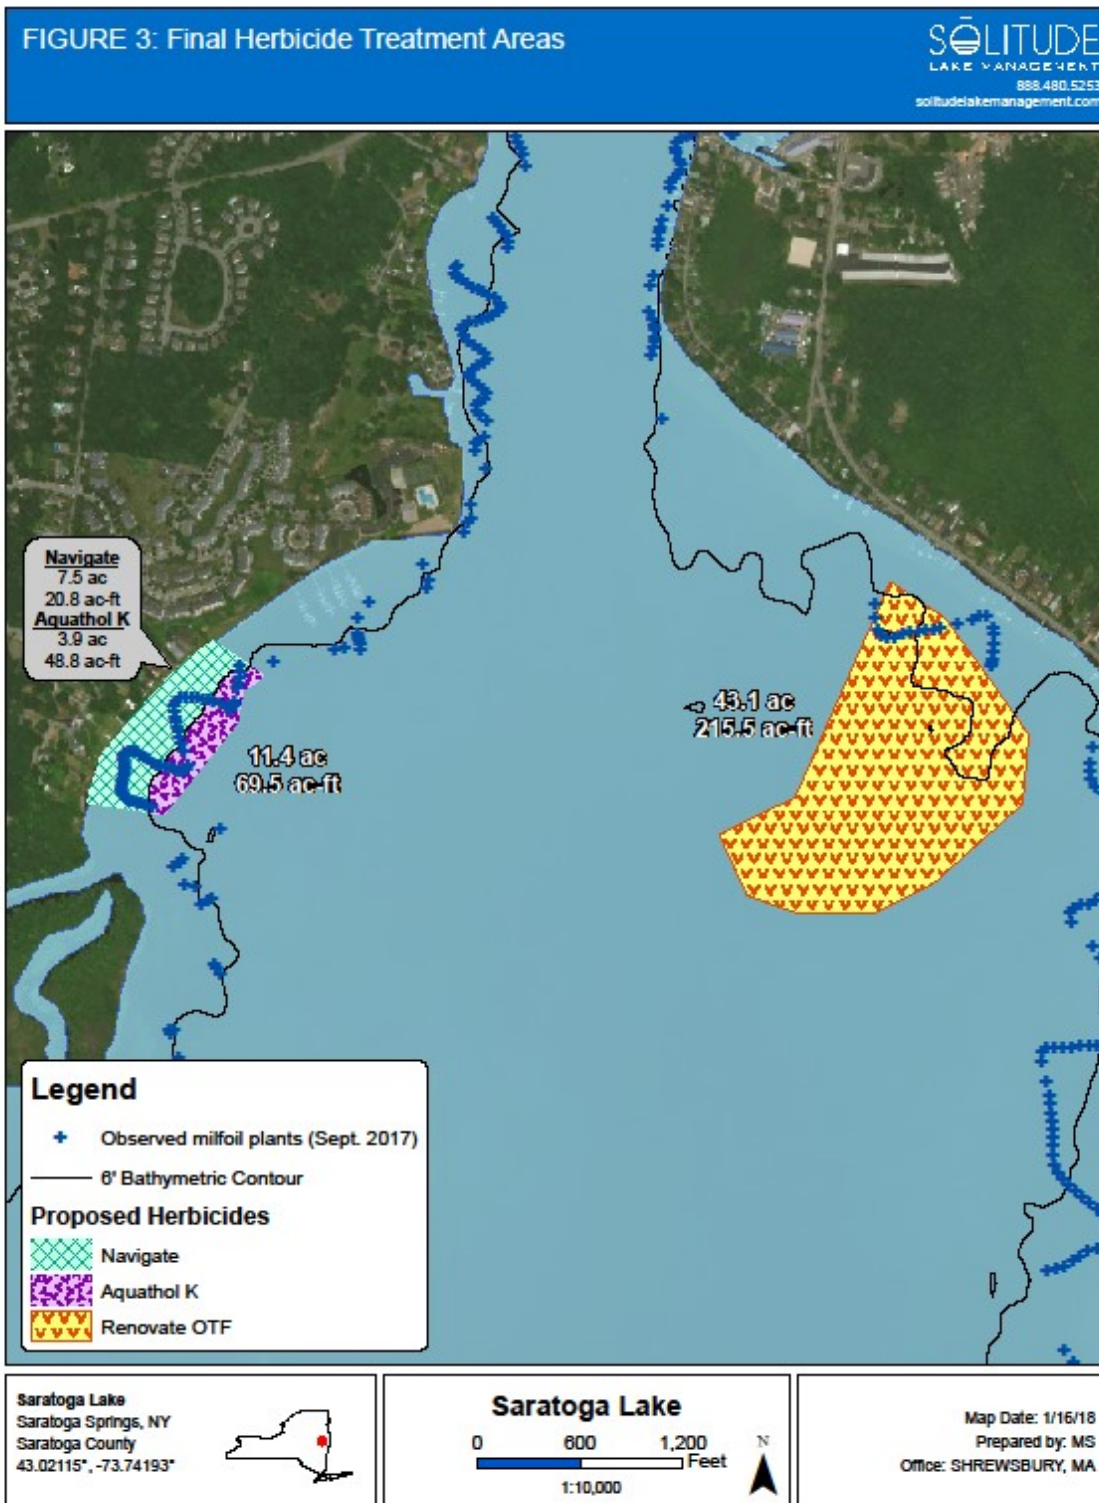 FIGURE 3: Final Herbicide Treatment Areas
SŌLITUDE
LAKE MANAGEMENT
888.480.5253
solitudelakemanagement.com
Navigate
7.5 ac
20.8 ac-ft
Aquathol K
3.9 ac
48.8 ac-ft
11.4 ac
69.5 ac-ft
43.1 ac
215.5 ac-ft
Legend
Observed milfoil plants (Sept. 2017)
6' Bathymetric Contour
Proposed Herbicides
Navigate
Aquathol K
Renovate OTF
Saratoga Lake
Saratoga Springs, NY
Saratoga County
43.02115°, -73.74193°
Saratoga Lake
0 600 1,200
Feet
1:10,000
N
Map Date: 1/16/18
Prepared by: MS
Office: SHREWSBURY, MA